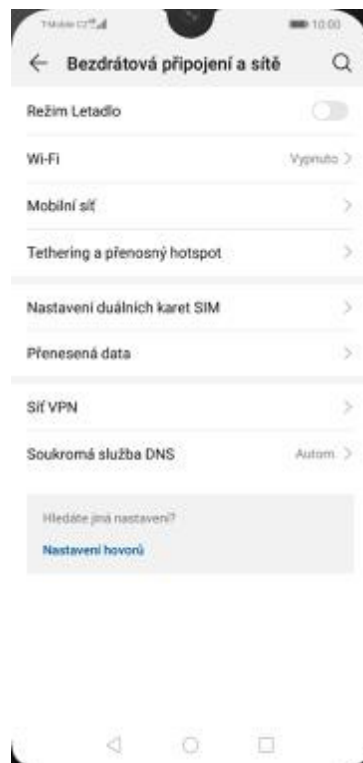 T-Mobile CZ 4G 10:00
Bezdrátová připojení a sítě
Režim Letadlo
Wi-Fi Vypnuto
Mobilní síť
Tethering a přenosný hotspot
Nastavení duálních karet SIM
Přenesená data
Síť VPN
Soukromá služba DNS Autom.
Hledáte jiná nastavení?
Nastavení hovorů